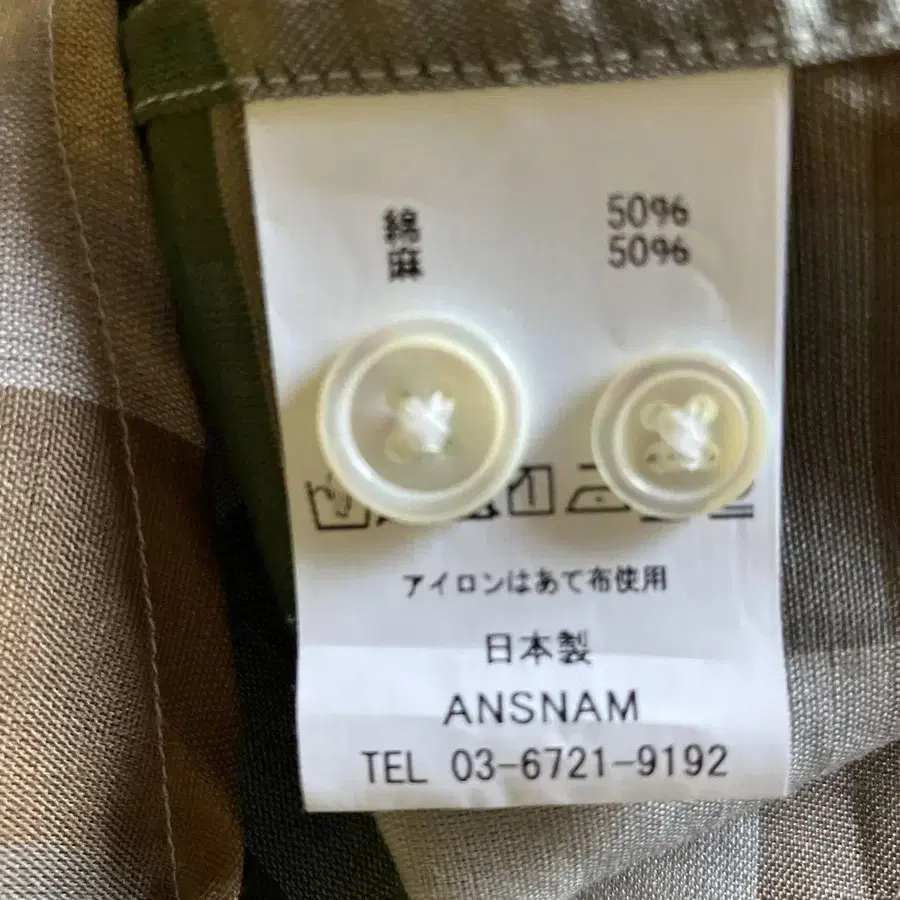 綿 50%
麻 50%
アイロンはあて布使用
日本製
ANSNAM
TEL 03-6721-9192